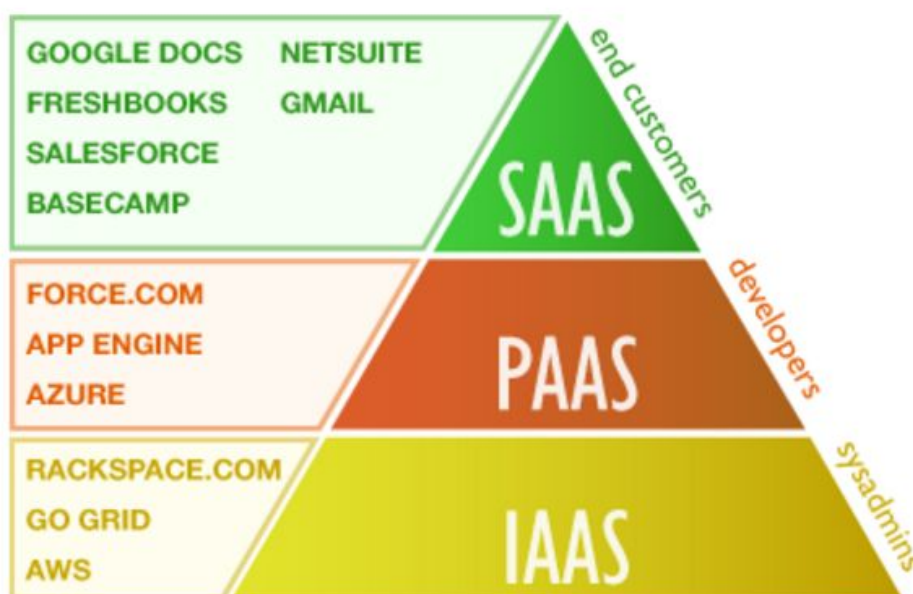 GOOGLE DOCS NETSUITE
FRESHBOOKS GMAIL
SALESFORCE
BASECAMP
SAAS
end customers
FORCE.COM
APP ENGINE
AZURE
PAAS
developers
RACKSPACE.COM
GO GRID
AWS
IAAS
sysadmins